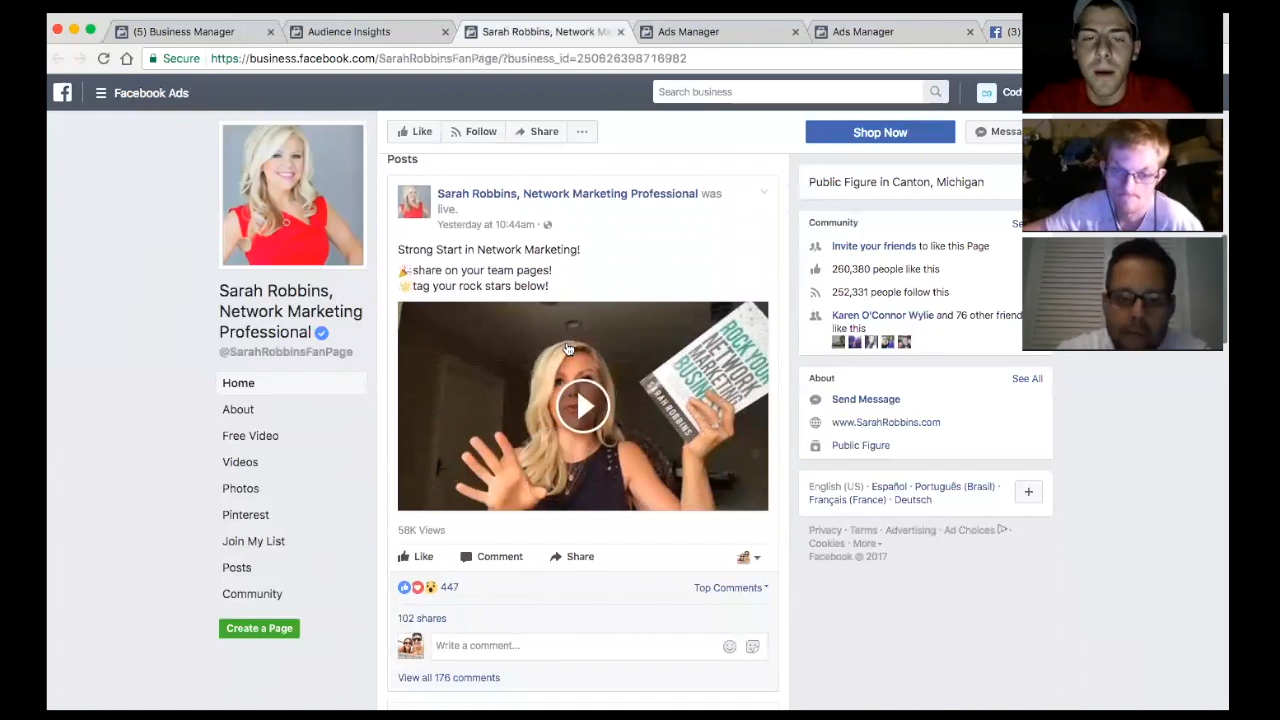 (5) Business Manager
Audience Insights
Sarah Robbins, Network Ma
Ads Manager
Ads Manager
(3)
Secure
https://business.facebook.com/SarahRobbinsFanPage/?business_id=250626398716982
Facebook Ads
Search business
Cod
Like
Follow
Share
Shop Now
Messa
Sarah Robbins,
Network Marketing
Professional
@SarahRobbinsFanPage
Home
About
Free Video
Videos
Photos
Pinterest
Join My List
Posts
Community
Create a Page
Posts
Sarah Robbins, Network Marketing Professional was
live.
Yesterday at 10:44am ·
Strong Start in Network Marketing!
🎉share on your team pages!
🌟tag your rock stars below!
ROCK YOUR
NETWORK
MARKETING
BUSIN
SARAH ROBBINS
58K Views
Like
Comment
Share
447
Top Comments
102 shares
Write a comment...
View all 176 comments
Public Figure in Canton, Michigan
Community
Se
Invite your friends to like this Page
260,380 people like this
252,331 people follow this
Karen O'Connor Wylie and 76 other friend
like this
About
See All
Send Message
www.SarahRobbins.com
Public Figure
English (US) · Español · Português (Brasil) ·
Français (France) · Deutsch
Privacy · Terms · Advertising · Ad Choices ·
Cookies · More
Facebook © 2017